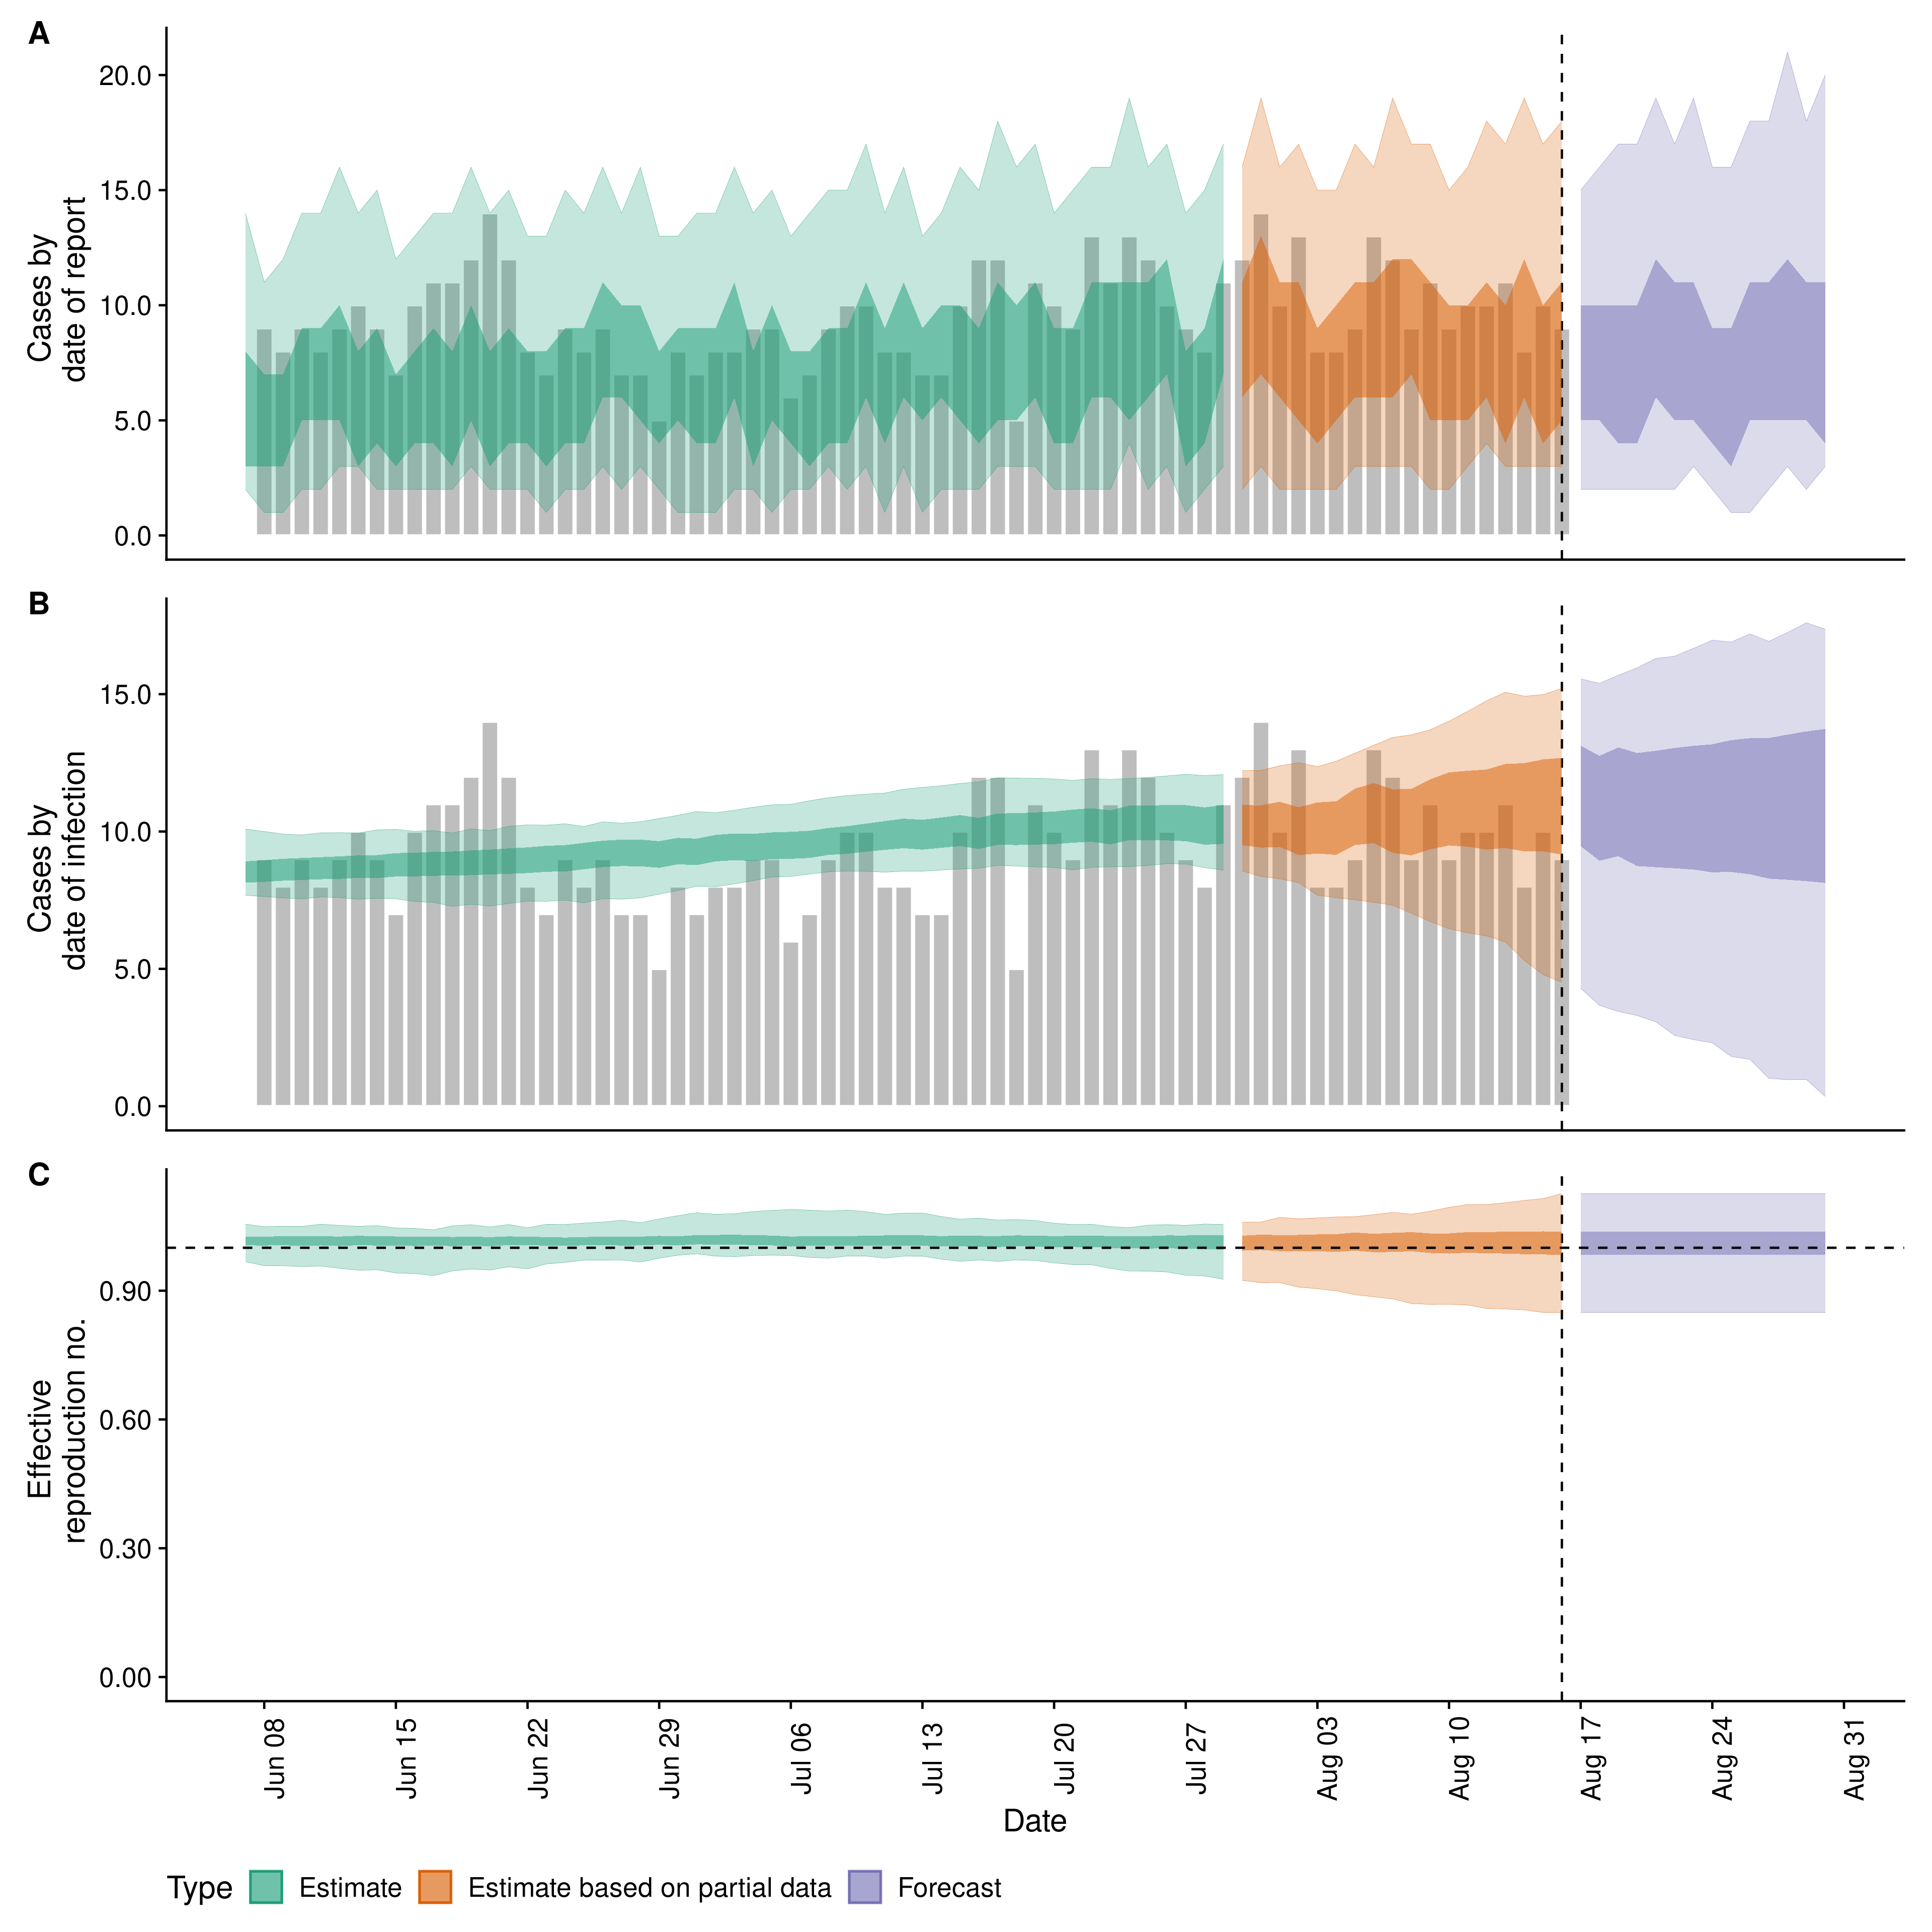 A
Cases by
date of report
20.0
15.0
10.0
5.0
0.0
B
Cases by
date of infection
15.0
10.0
5.0
0.0
C
Effective
reproduction no.
0.90
0.60
0.30
0.00
Jun 08
Jun 15
Jun 22
Jun 29
Jul 06
Jul 13
Jul 20
Jul 27
Aug 03
Aug 10
Aug 17
Aug 24
Aug 31
Date
Type Estimate Estimate based on partial data Forecast